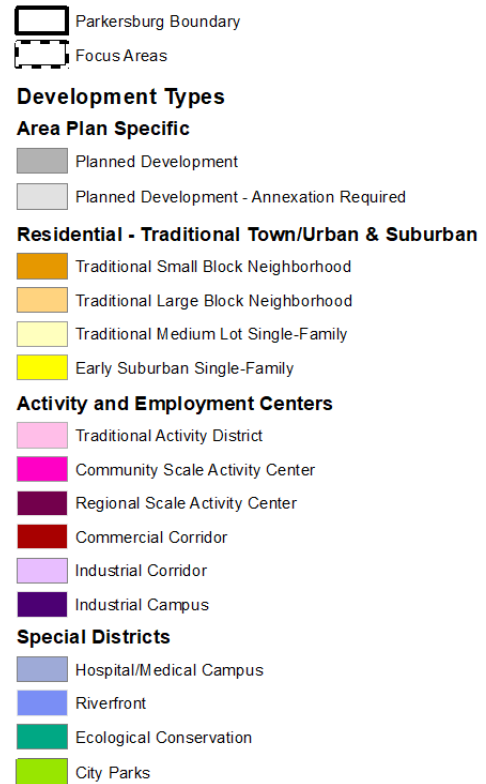 Parkersburg Boundary
Focus Areas
Development Types
Area Plan Specific
Planned Development
Planned Development - Annexation Required
Residential - Traditional Town/Urban & Suburban
Traditional Small Block Neighborhood
Traditional Large Block Neighborhood
Traditional Medium Lot Single-Family
Early Suburban Single-Family
Activity and Employment Centers
Traditional Activity District
Community Scale Activity Center
Regional Scale Activity Center
Commercial Corridor
Industrial Corridor
Industrial Campus
Special Districts
Hospital/Medical Campus
Riverfront
Ecological Conservation
City Parks